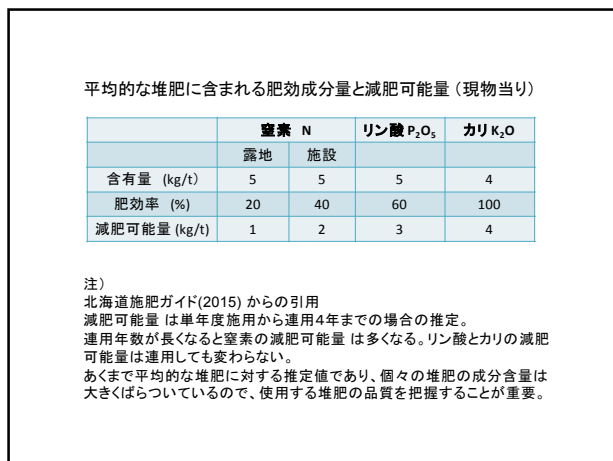 平均的な堆肥に含まれる肥効成分量と減肥可能量（現物当り）
窒素 N リン酸 P₂O₅ カリ K₂O
露地 施設
含有量 (kg/t) 5 5 5 4
肥効率 (%) 20 40 60 100
減肥可能量 (kg/t) 1 2 3 4
注）
北海道施肥ガイド(2015) からの引用
減肥可能量 は単年度施用から連用4年までの場合の推定。
連用年数が長くなると窒素の減肥可能量 は多くなる。リン酸とカリの減肥
可能量は連用しても変わらない。
あくまで平均的な堆肥に対する推定値であり、個々の堆肥の成分含量は
大きくばらついているので、使用する堆肥の品質を把握することが重要。